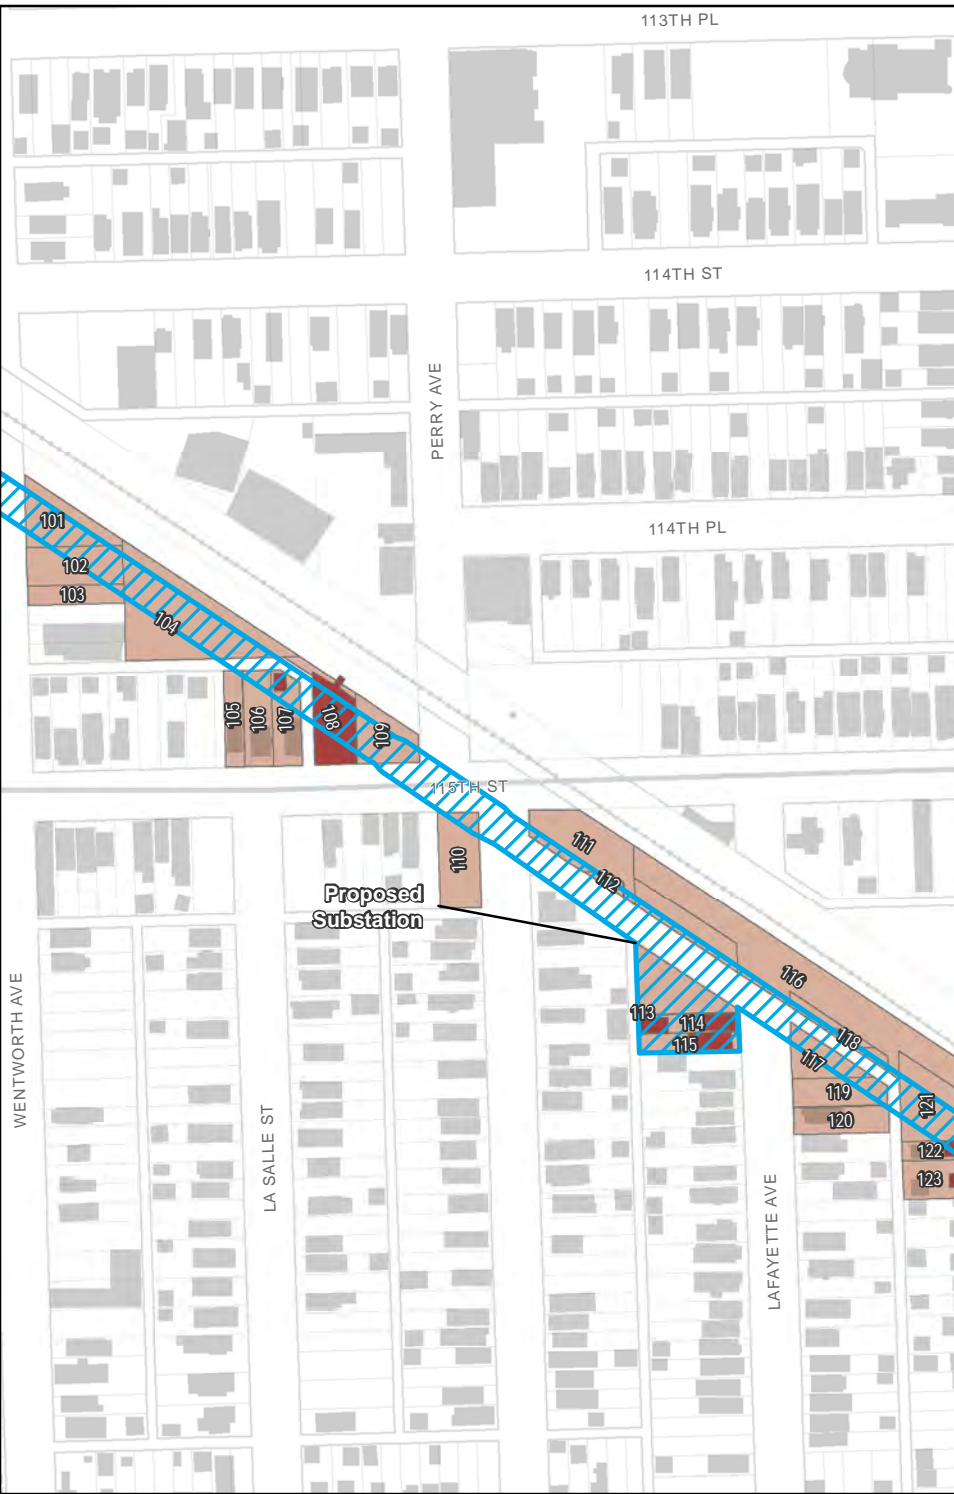 113TH PL
114TH ST
PERRY AVE
114TH PL
101
102
103
104
105
106
107
108
109
115TH ST
110
111
112
Proposed
Substation
113
114
115
116
117
118
119
120
121
122
123
WENTWORTH AVE
LA SALLE ST
LAFAYETTE AVE